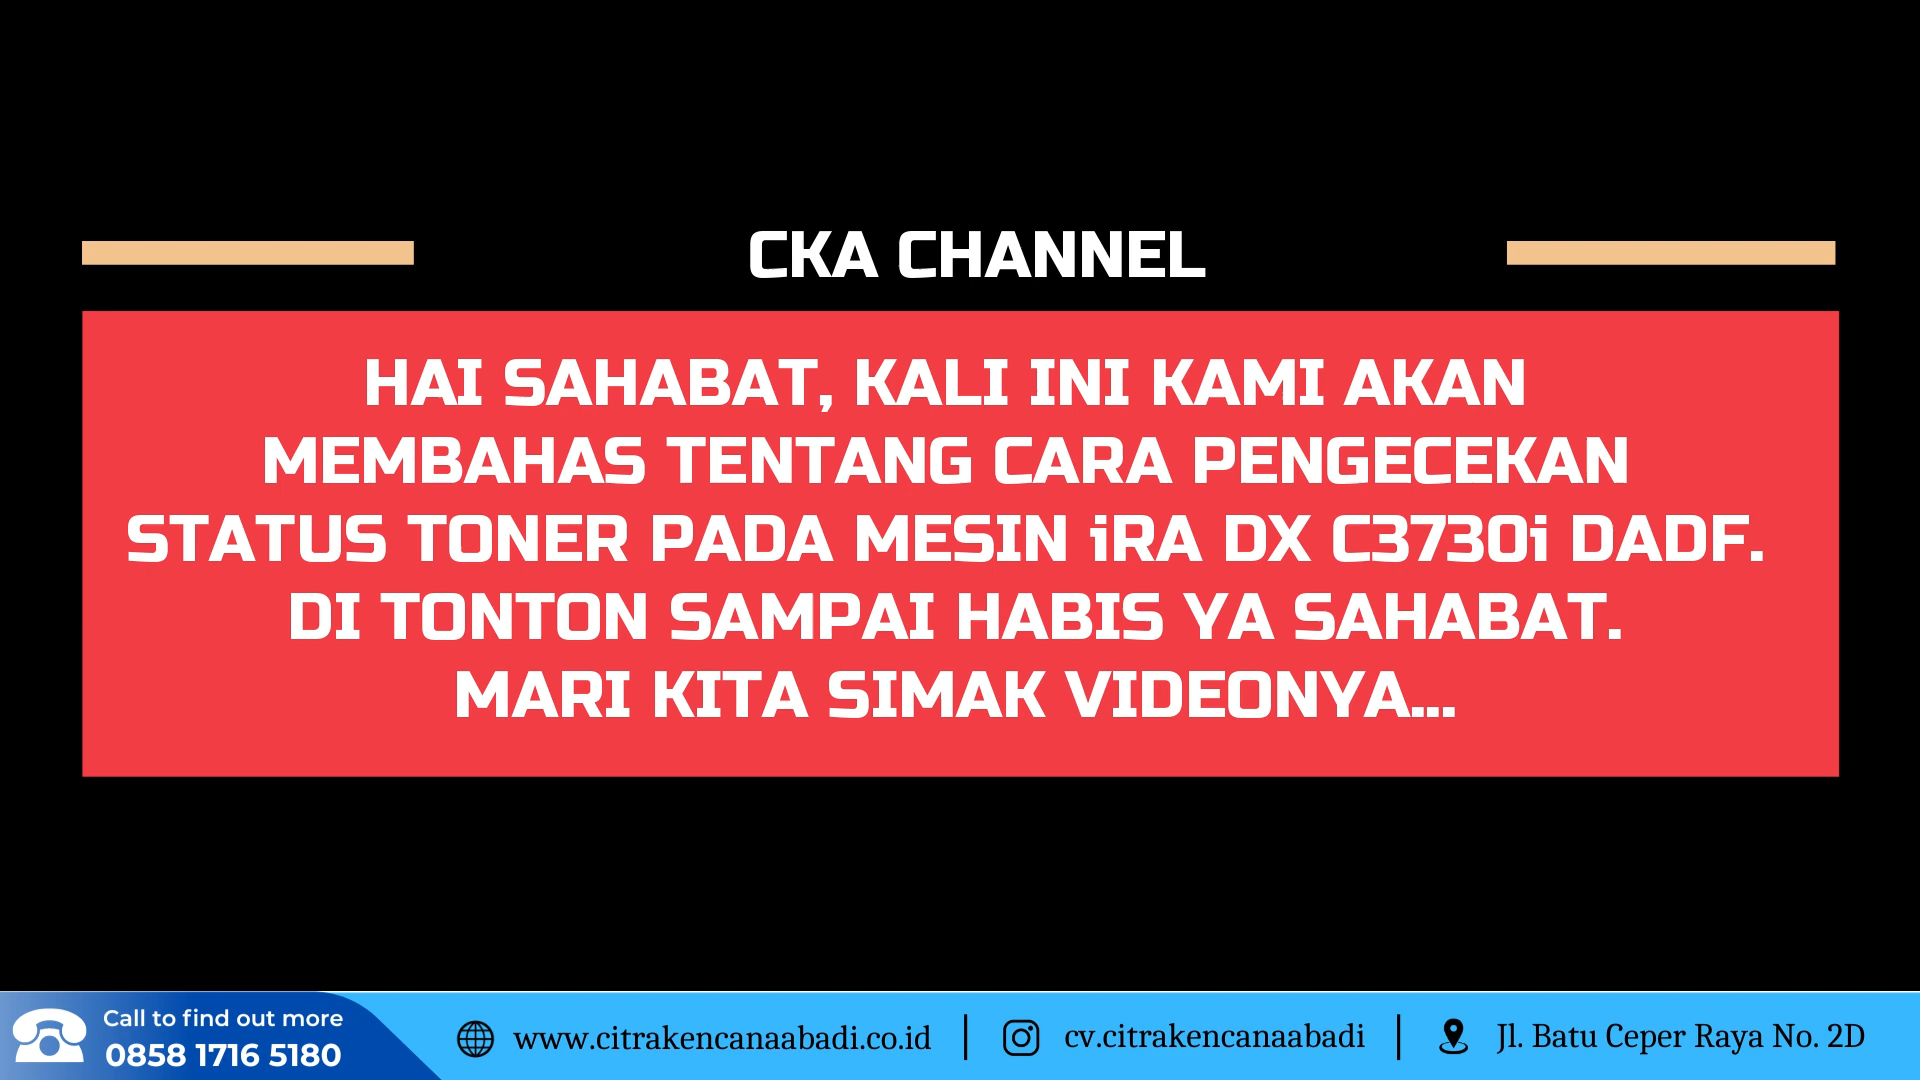 CKA CHANNEL
HAI SAHABAT, KALI INI KAMI AKAN
MEMBAHAS TENTANG CARA PENGECEKAN
STATUS TONER PADA MESIN iRA DX C3730i DADF.
DI TONTON SAMPAI HABIS YA SAHABAT.
MARI KITA SIMAK VIDEONYA...
Call to find out more
0858 1716 5180
www.citrakencanaabadi.co.id
cv.citrakencanaabadi
Jl. Batu Ceper Raya No. 2D